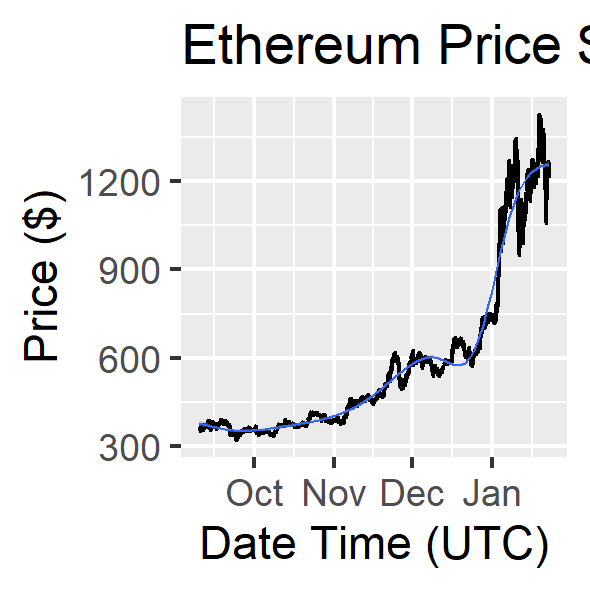 Ethereum Price
Price ($)
1200
900
600
300
Oct Nov Dec Jan
Date Time (UTC)